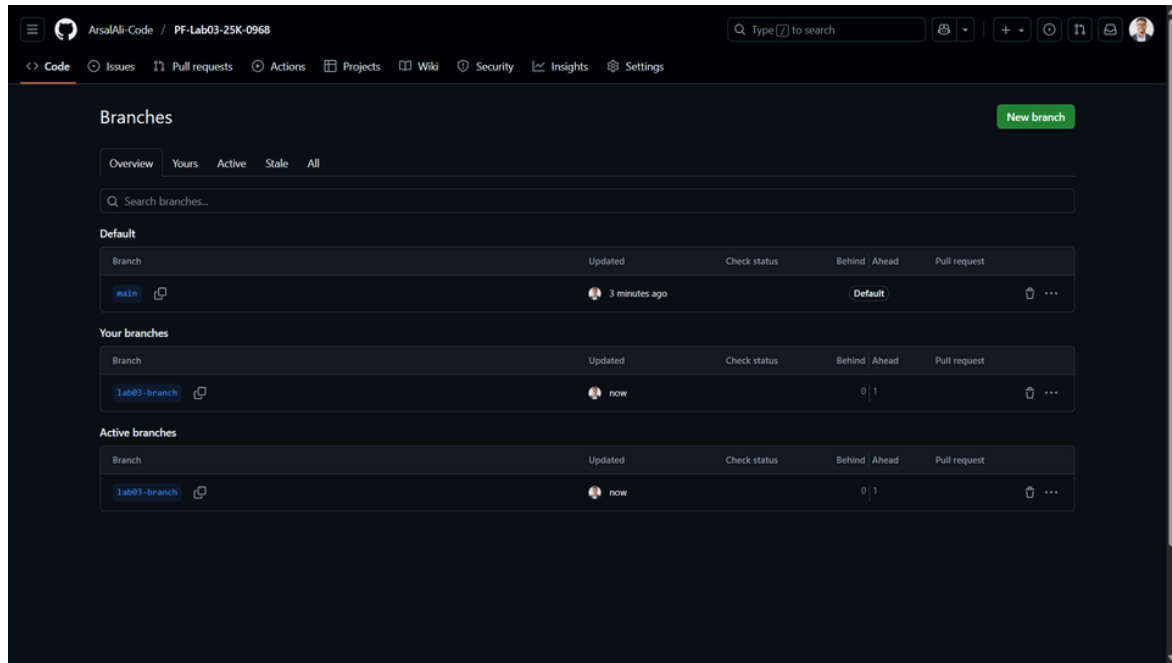 ArsalAli-Code / PF-Lab03-25K-0968 Type / to search
<> Code Issues Pull requests Actions Projects Wiki Security Insights Settings
Branches New branch
Overview Yours Active Stale All
Search branches...
Default
Branch Updated Check status Behind Ahead Pull request
main 3 minutes ago Default
Your branches
Branch Updated Check status Behind Ahead Pull request
lab03-branch now 0 1
Active branches
Branch Updated Check status Behind Ahead Pull request
lab03-branch now 0 1